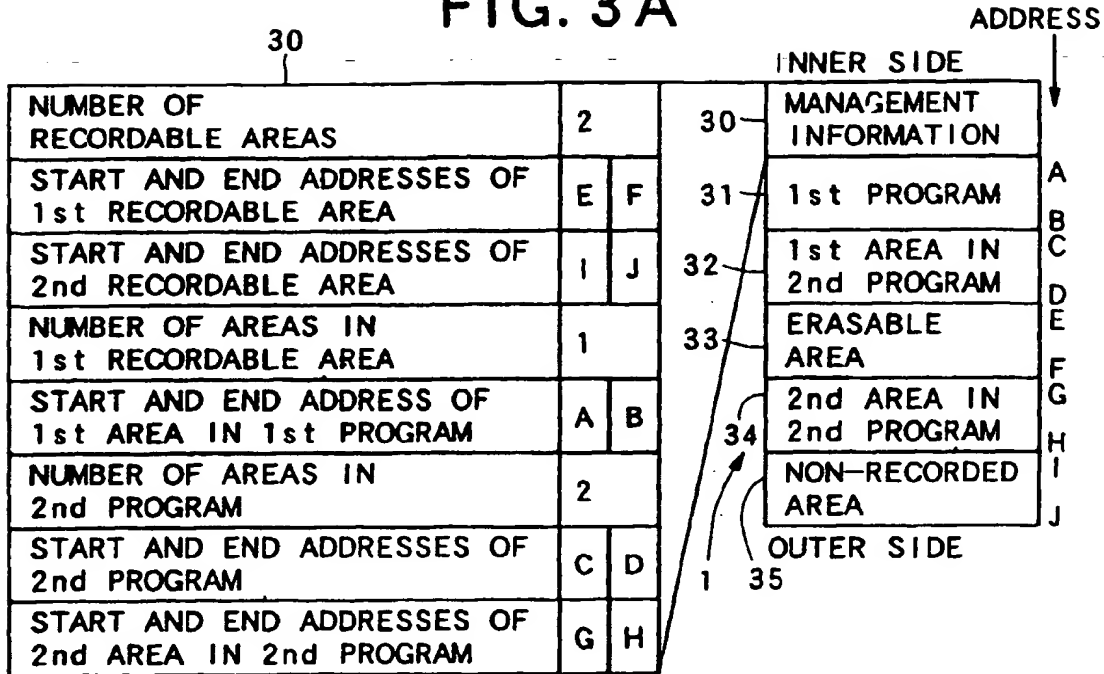 FIG. 3A
ADDRESS
30
INNER SIDE
NUMBER OF
RECORDABLE AREAS
2
START AND END ADDRESSES OF
1st RECORDABLE AREA
E F
START AND END ADDRESSES OF
2nd RECORDABLE AREA
I J
NUMBER OF AREAS IN
1st RECORDABLE AREA
1
START AND END ADDRESS OF
1st AREA IN 1st PROGRAM
A B
NUMBER OF AREAS IN
2nd PROGRAM
2
START AND END ADDRESSES OF
2nd PROGRAM
C D
START AND END ADDRESSES OF
2nd AREA IN 2nd PROGRAM
G H
30
MANAGEMENT
INFORMATION
31
1st PROGRAM
A
B
32
1st AREA IN
2nd PROGRAM
C
D
33
ERASABLE
AREA
E
F
34
2nd AREA IN
2nd PROGRAM
G
H
NON-RECORDED
AREA
I
J
OUTER SIDE
1
35